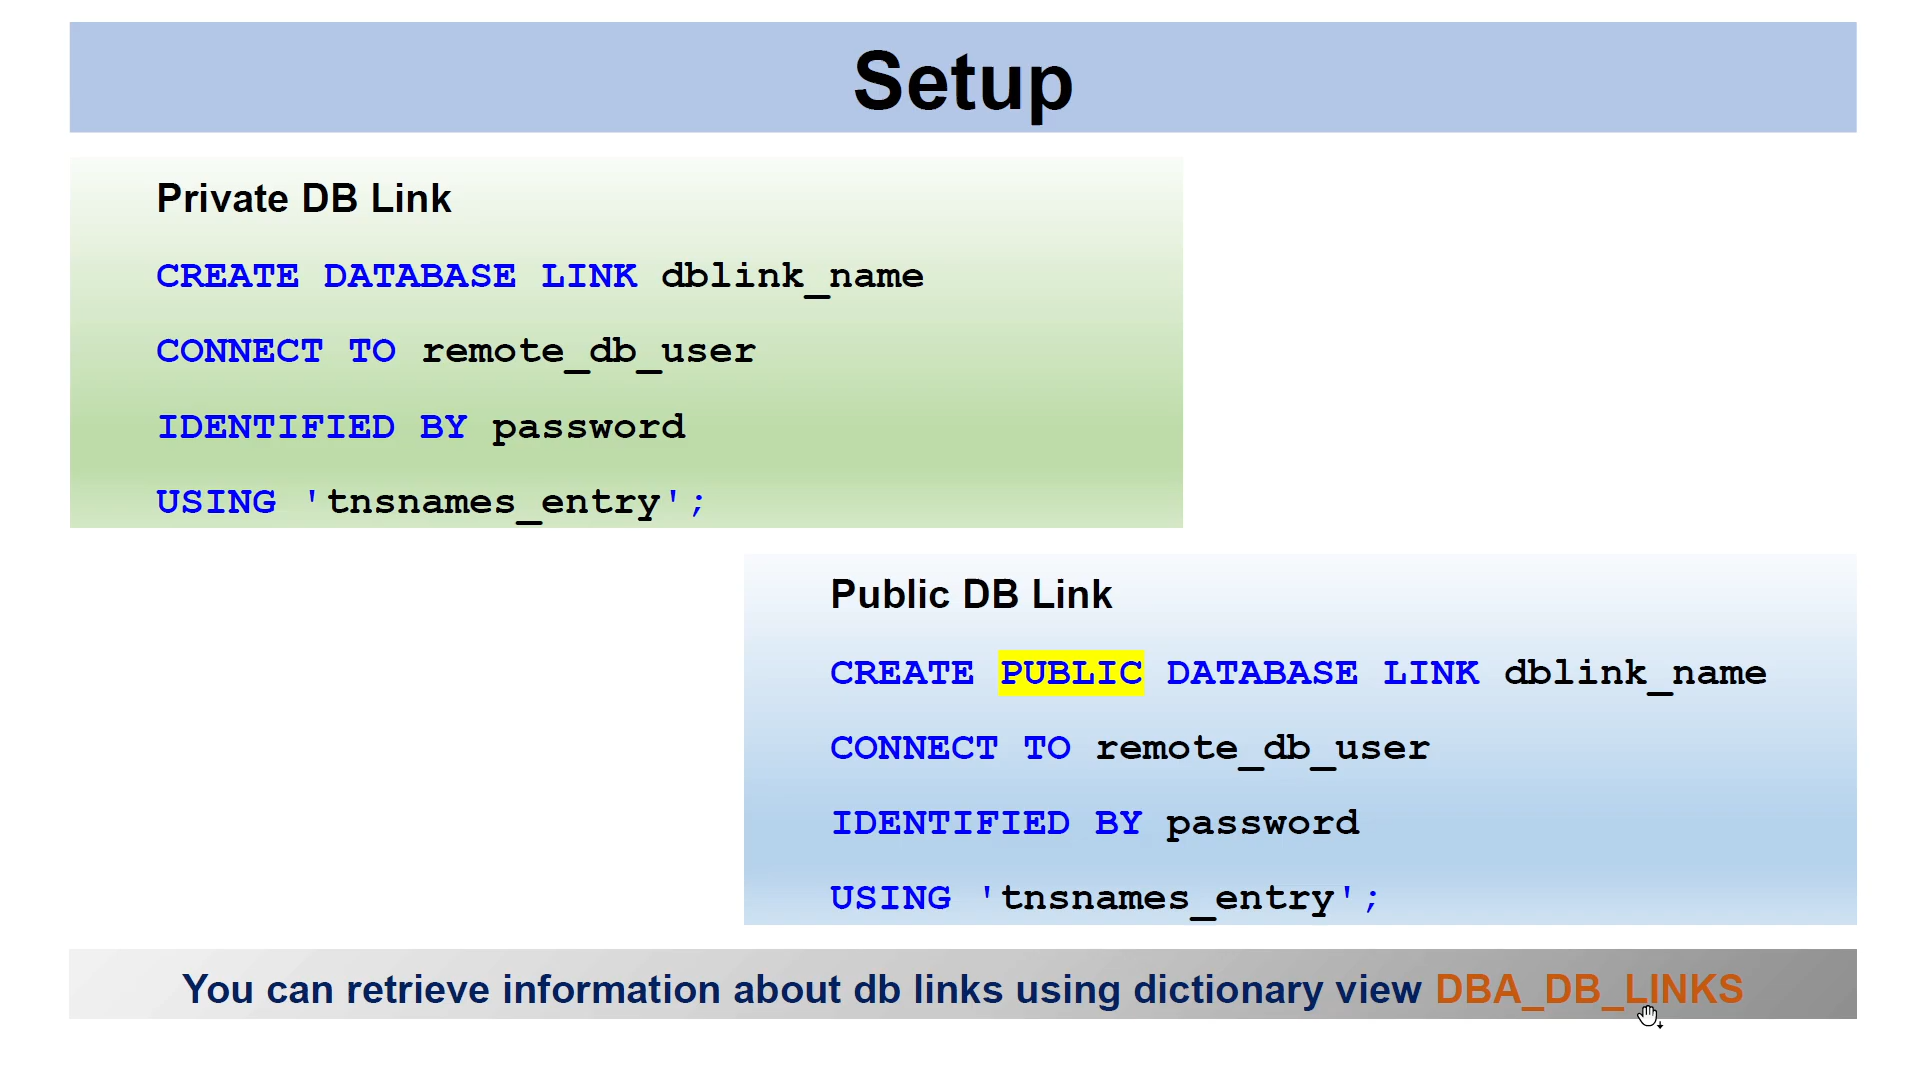 Setup
Private DB Link
CREATE DATABASE LINK dblink_name
CONNECT TO remote_db_user
IDENTIFIED BY password
USING 'tnsnames_entry';
Public DB Link
CREATE PUBLIC DATABASE LINK dblink_name
CONNECT TO remote_db_user
IDENTIFIED BY password
USING 'tnsnames_entry';
You can retrieve information about db links using dictionary view DBA_DB_LINKS